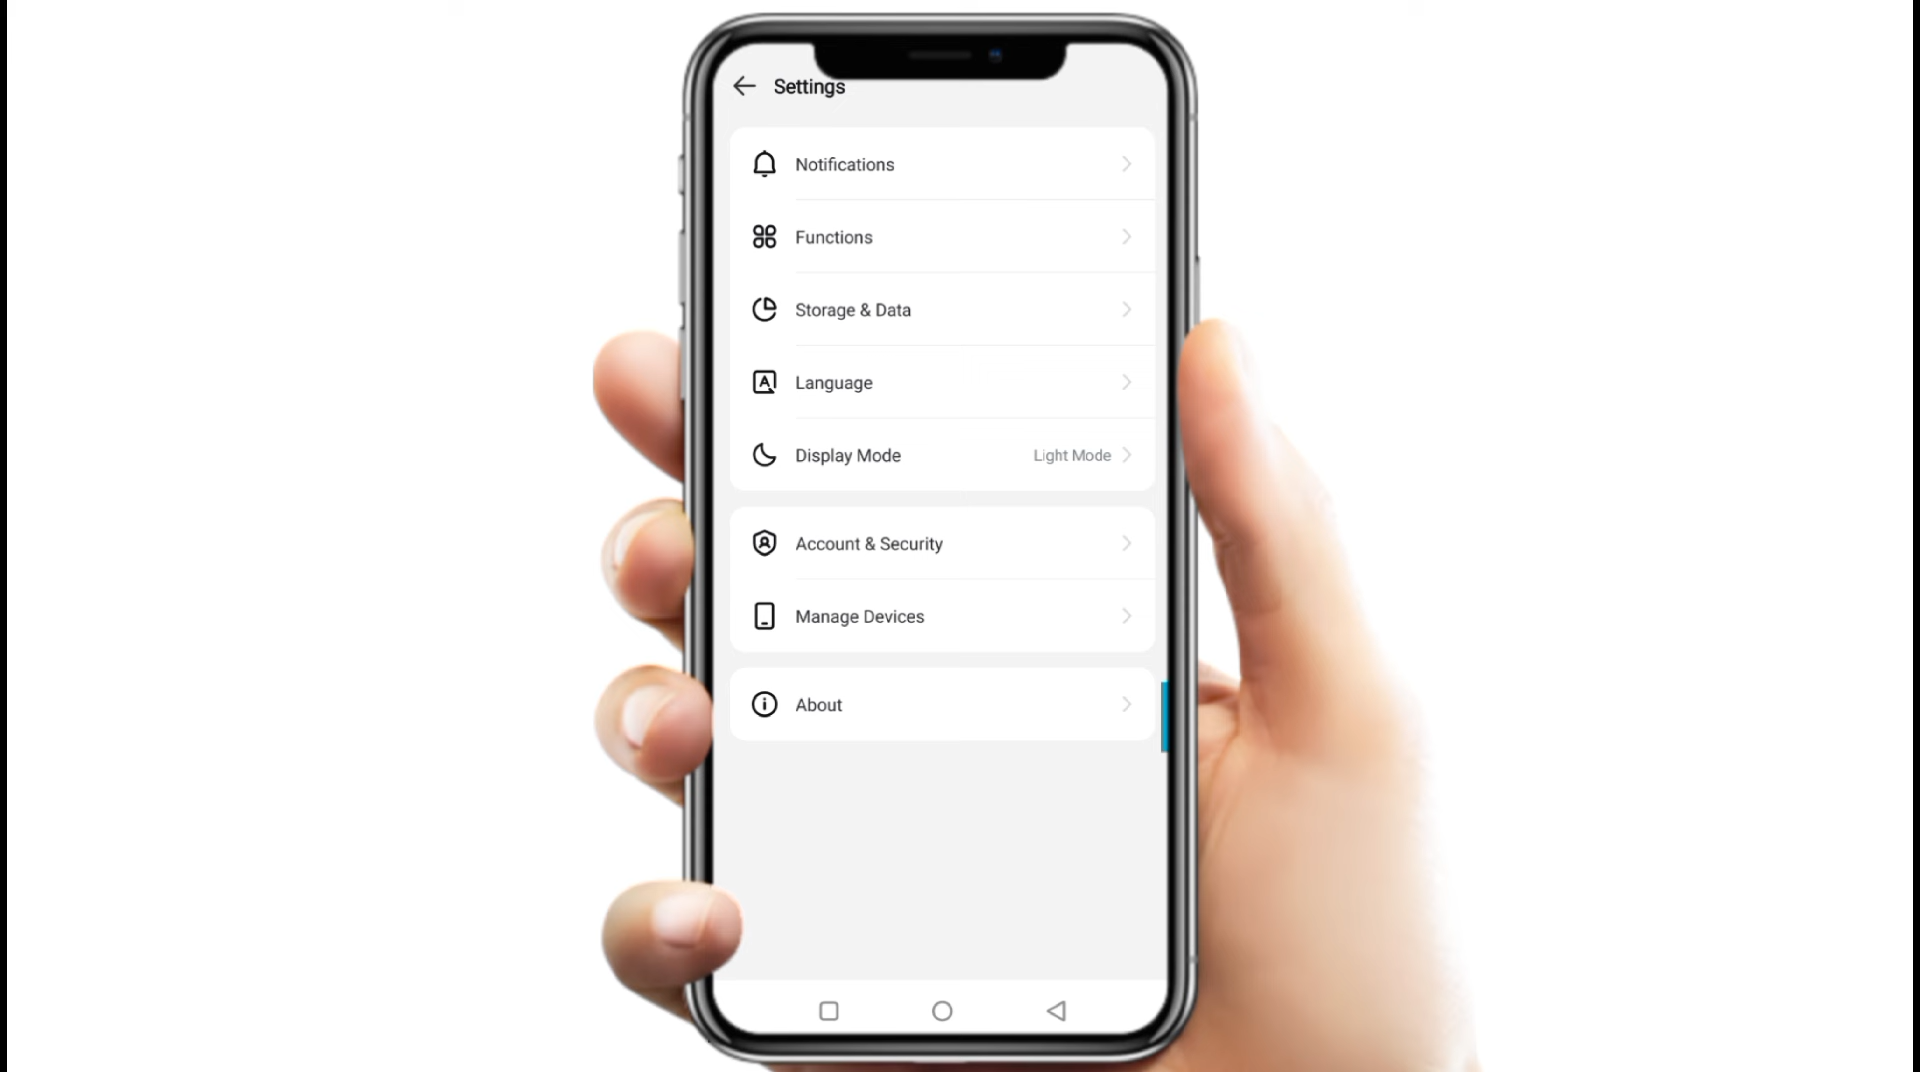 Settings
Notifications
Functions
Storage & Data
Language
Display Mode Light Mode
Account & Security
Manage Devices
About